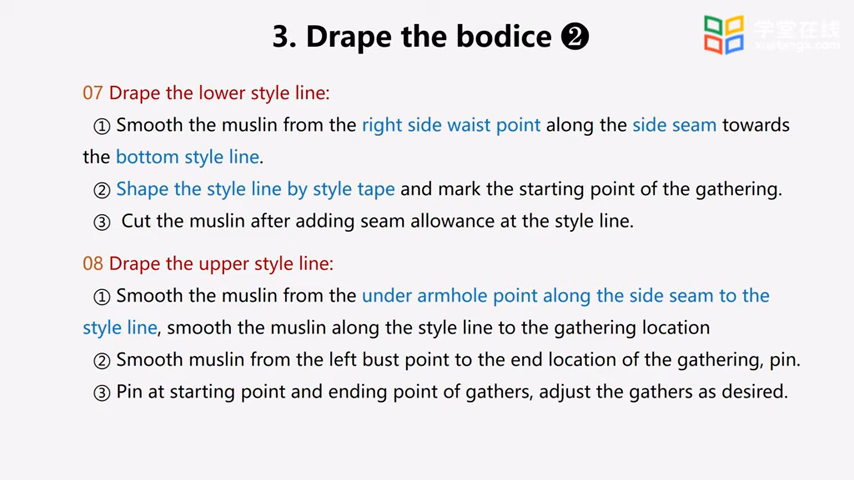 3. Drape the bodice ❷
学堂在线
xuetangx.com
07 Drape the lower style line:
① Smooth the muslin from the right side waist point along the side seam towards
the bottom style line.
② Shape the style line by style tape and mark the starting point of the gathering.
③ Cut the muslin after adding seam allowance at the style line.
08 Drape the upper style line:
① Smooth the muslin from the under armhole point along the side seam to the
style line, smooth the muslin along the style line to the gathering location
② Smooth muslin from the left bust point to the end location of the gathering, pin.
③ Pin at starting point and ending point of gathers, adjust the gathers as desired.